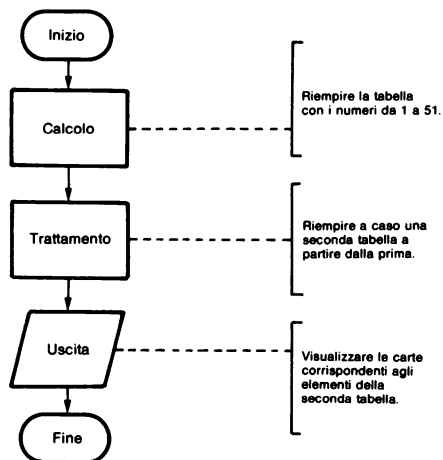 Inizio
Calcolo
Riempire la tabella
con i numeri da 1 a 51.
Trattamento
Riempire a caso una
seconda tabella a
partire dalla prima.
Uscita
Visualizzare le carte
corrispondenti agli
elementi della
seconda tabella.
Fine